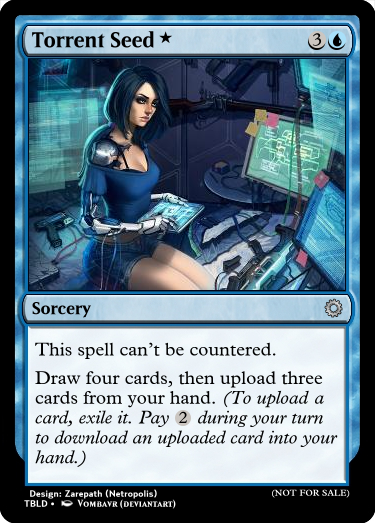 Torrent Seed ★ 3
Sorcery
This spell can't be countered.
Draw four cards, then upload three
cards from your hand. (To upload a
card, exile it. Pay 2 during your turn
to download an uploaded card into your
hand.)
Design: Zarepath (Netropolis)
TBLD • Vombavr (deviantart)
(NOT FOR SALE)